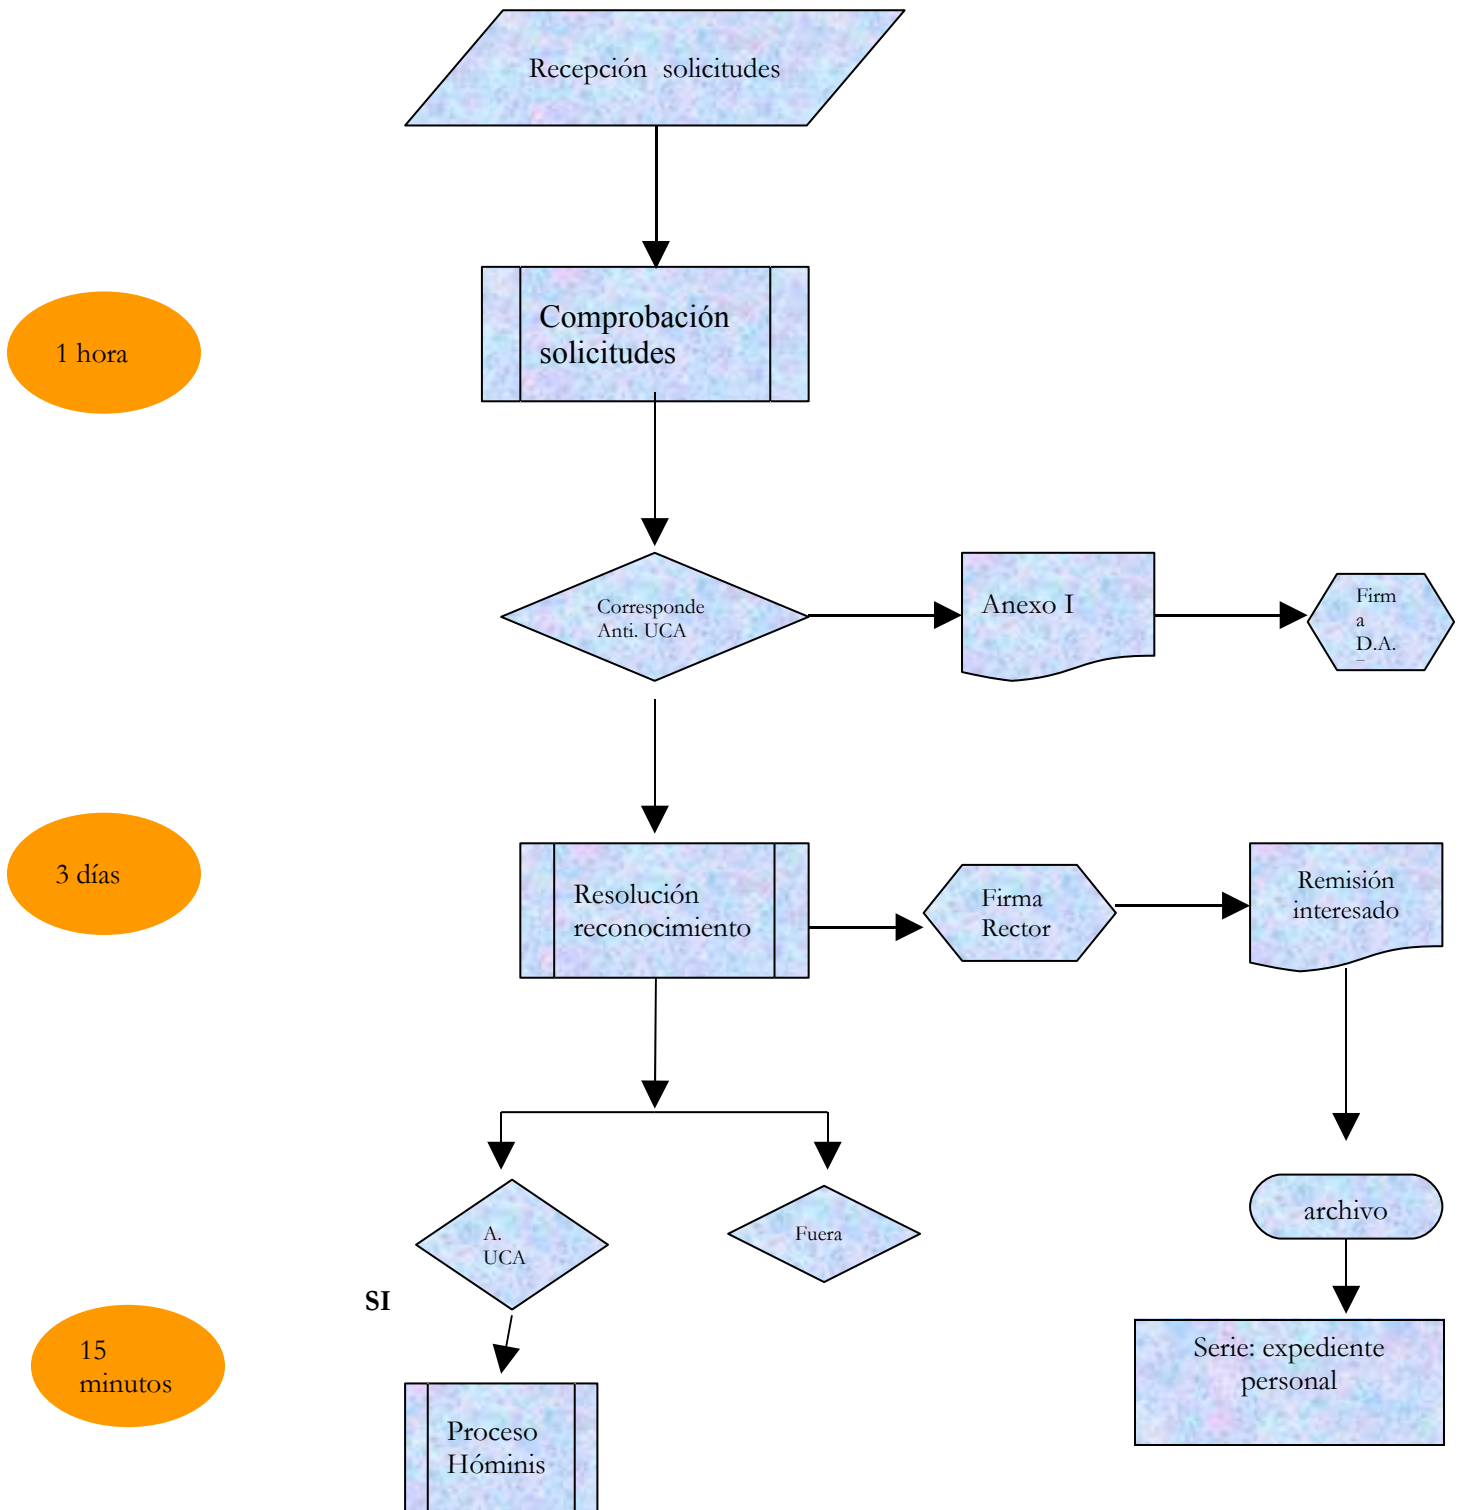 Recepción solicitudes
1 hora
Comprobación
solicitudes
Corresponde
Anti. UCA
Anexo I
Firm
a
D.A.
3 días
Resolución
reconocimiento
Firma
Rector
Remisión
interesado
A.
UCA
Fuera
archivo
SI
15
minutos
Serie: expediente
personal
Proceso
Hóminis